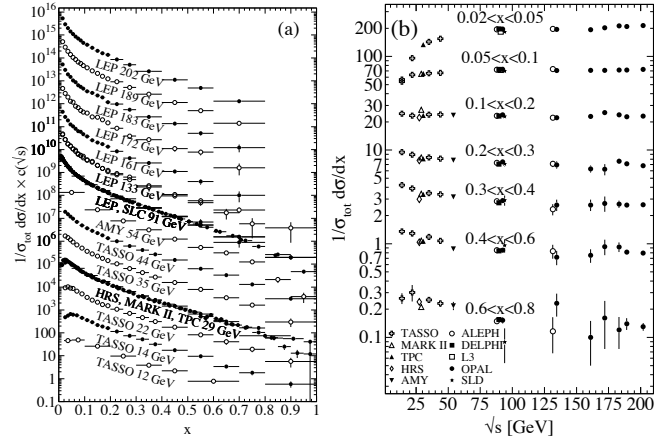 (a)
1/σtot dσ/dx × c(√s)
1e+16
1e+15
10^14
10^13
10^12
10^11
10^10
10^9
10^8
10^7
10^6
10^5
10^4
1000
100
10
1
0.1
LEP 202 GeV
LEP 189 GeV
LEP 183 GeV
LEP 172 GeV
LEP 161 GeV
LEP 133 GeV
LEP, SLC 91 GeV
AMY 54 GeV
TASSO 44 GeV
TASSO 35 GeV
HRS, MARK II, TPC 29 GeV
TASSO 22 GeV
TASSO 14 GeV
TASSO 12 GeV
0 0.1 0.2 0.3 0.4 0.5 0.6 0.7 0.8 0.9 1
x
(b)
1/σtot dσ/dx
200
100
70
50
30
20
10
7
5
3
2
1
0.7
0.5
0.3
0.2
0.1
0.02<x<0.05
0.05<x<0.1
0.1<x<0.2
0.2<x<0.3
0.3<x<0.4
0.4<x<0.6
0.6<x<0.8
TASSO
MARK II
TPC
HRS
AMY
ALEPH
DELPHI
L3
OPAL
SLD
0 25 50 75 100 125 150 175 200
√s [GeV]